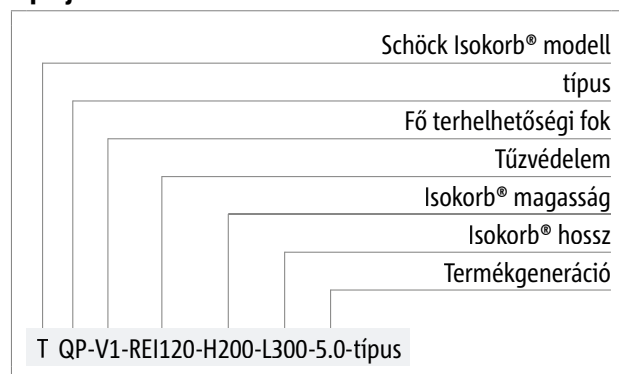 Schöck Isokorb® modell
típus
Fő terhelhetőségi fok
Tűzvédelem
Isokorb® magasság
Isokorb® hossz
Termékgeneráció
T QP-V1-REI120-H200-L300-5.0-típus